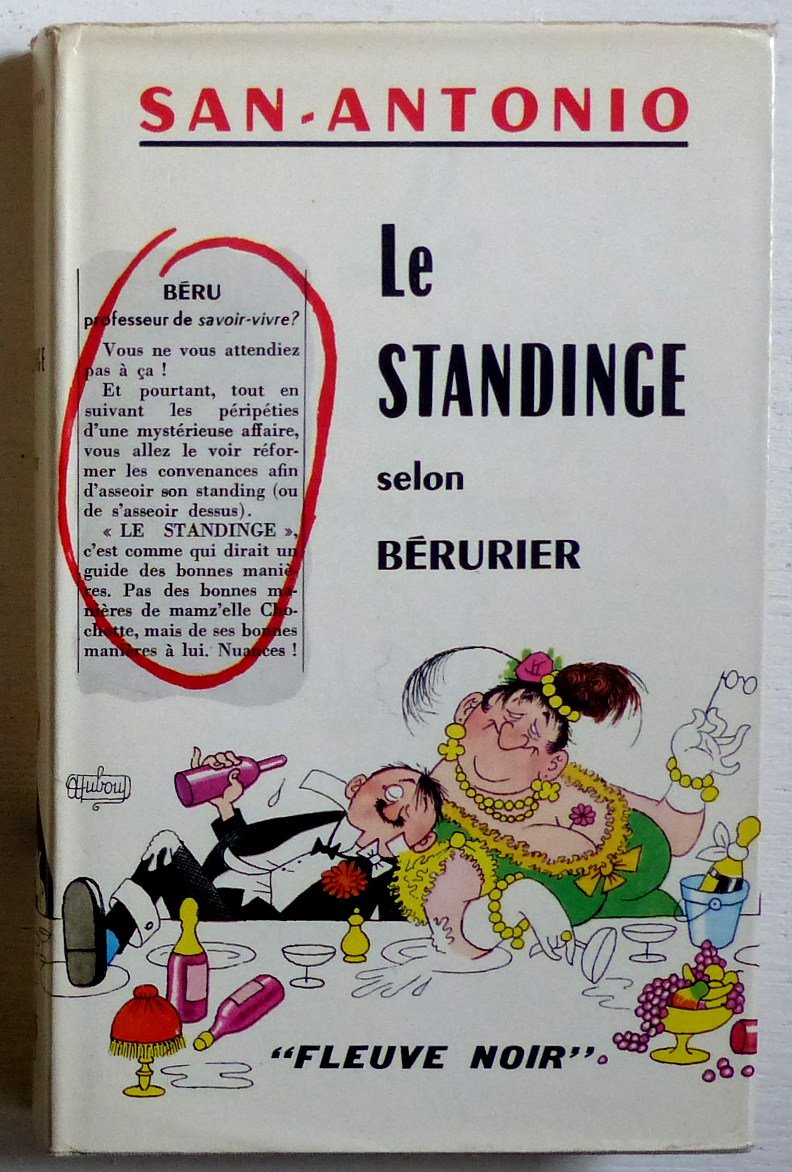 SAN-ANTONIO
Le
STANDINGE
selon
BÉRURIER
BÉRU
professeur de savoir-vivre?
Vous ne vous attendiez
pas à ça !
Et pourtant, tout en
suivant les péripéties
d'une mystérieuse affaire,
vous allez le voir réfor-
mer les convenances afin
d'asseoir son standing (ou
de s'asseoir dessus).
« LE STANDINGE »,
c'est comme qui dirait un
guide des bonnes maniè-
res. Pas des bonnes ma-
nières de mamz'elle Cho-
chotte, mais de ses bonnes
manières à lui. Nuances !
Dubout
"FLEUVE NOIR"